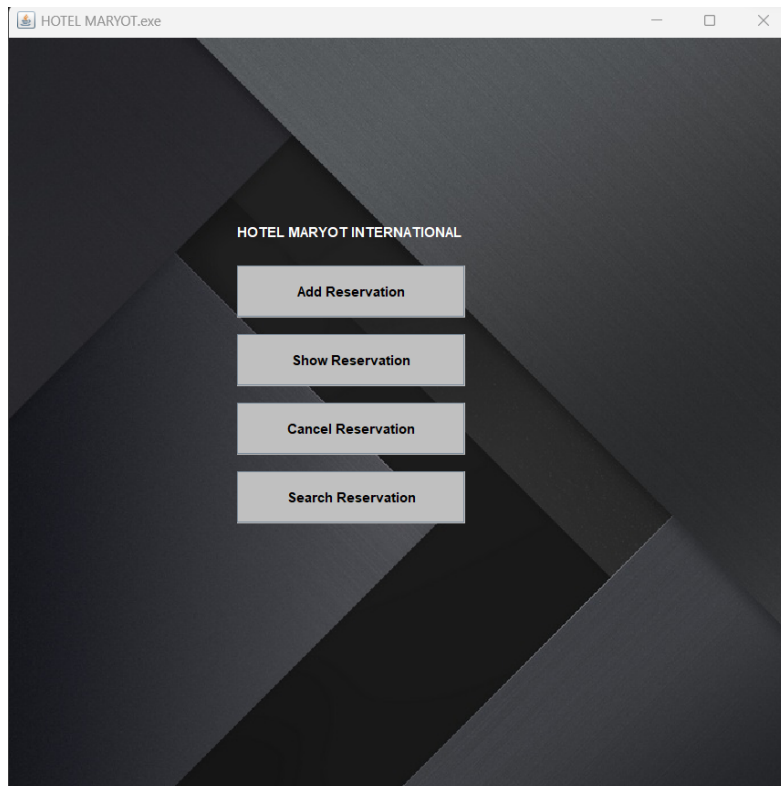 HOTEL MARYOT.exe
HOTEL MARYOT INTERNATIONAL
Add Reservation
Show Reservation
Cancel Reservation
Search Reservation